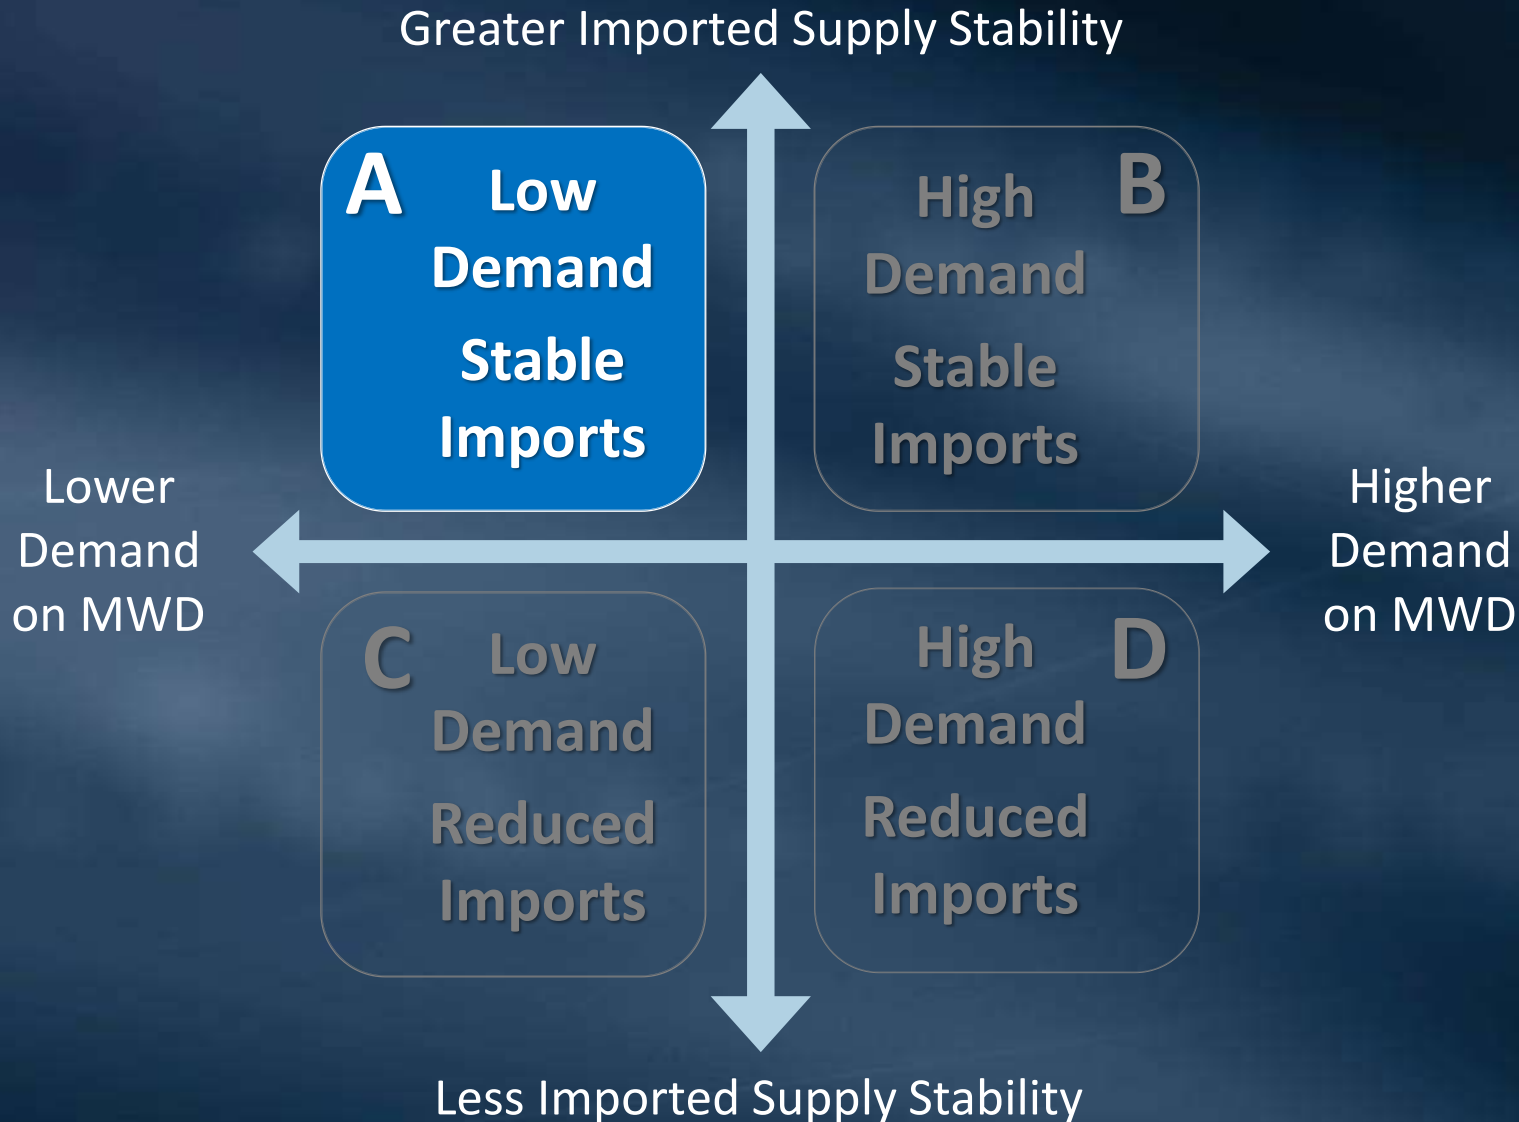 Greater Imported Supply Stability
A
Low
Demand
Stable
Imports
B
High
Demand
Stable
Imports
Lower
Demand
on MWD
Higher
Demand
on MWD
C
Low
Demand
Reduced
Imports
D
High
Demand
Reduced
Imports
Less Imported Supply Stability